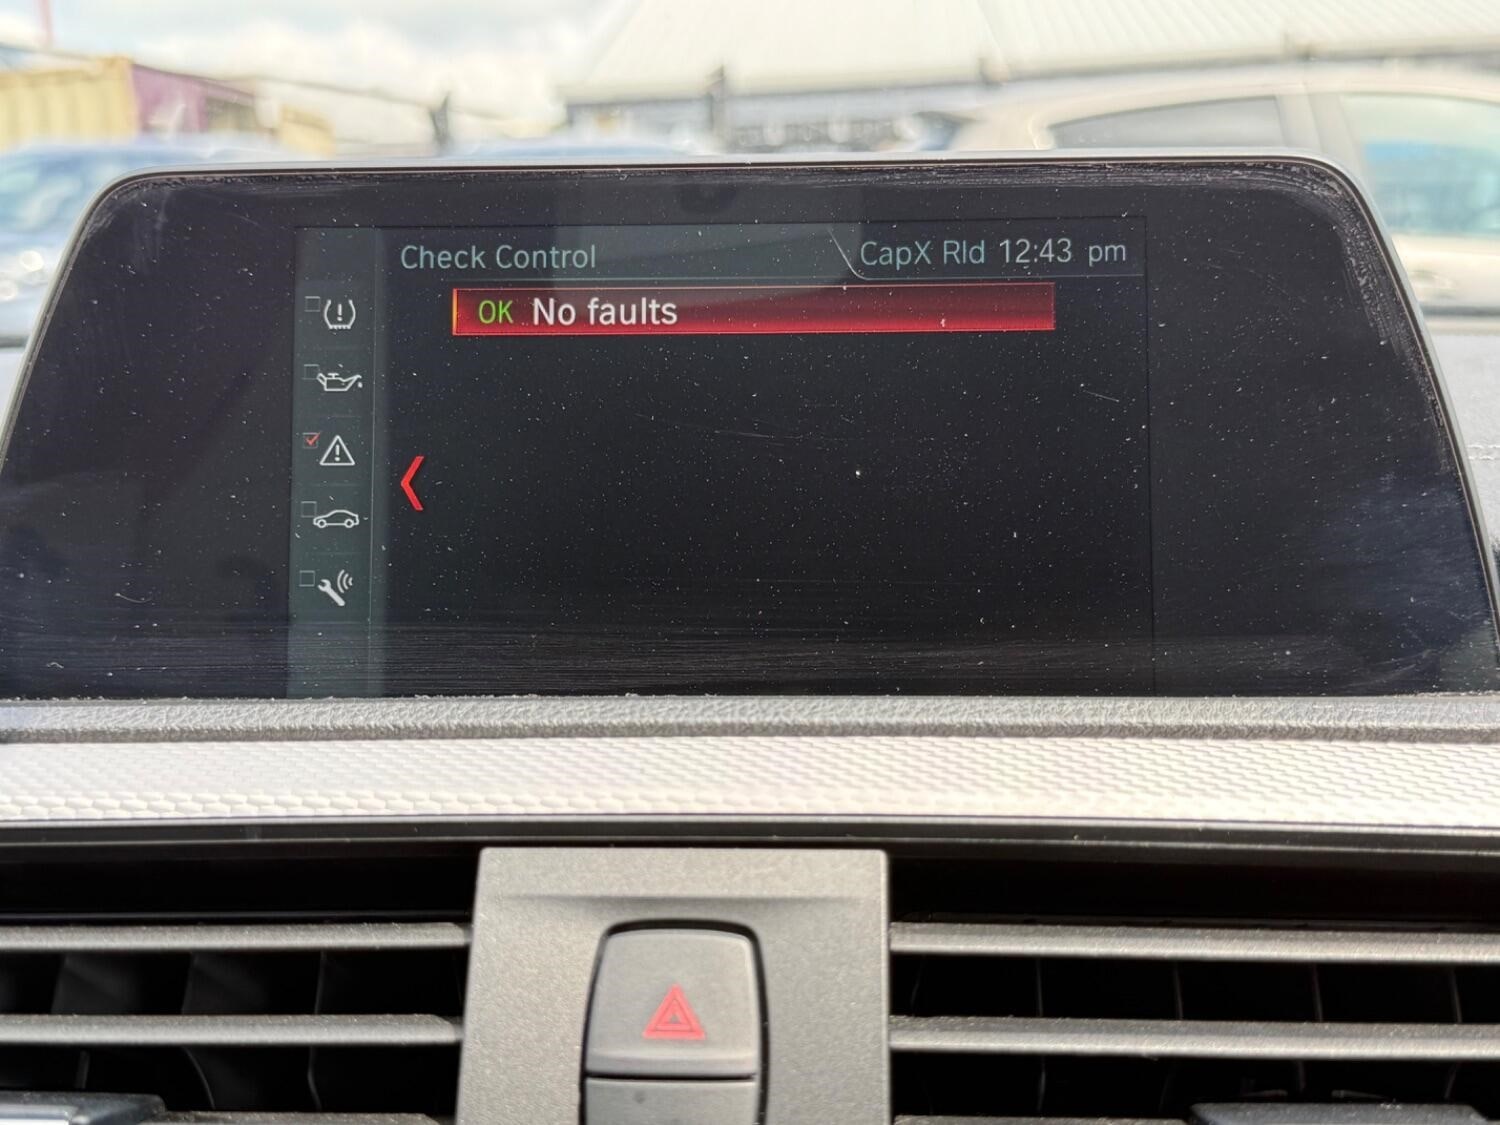 Check Control
CapX Rld 12:43 pm
OK No faults